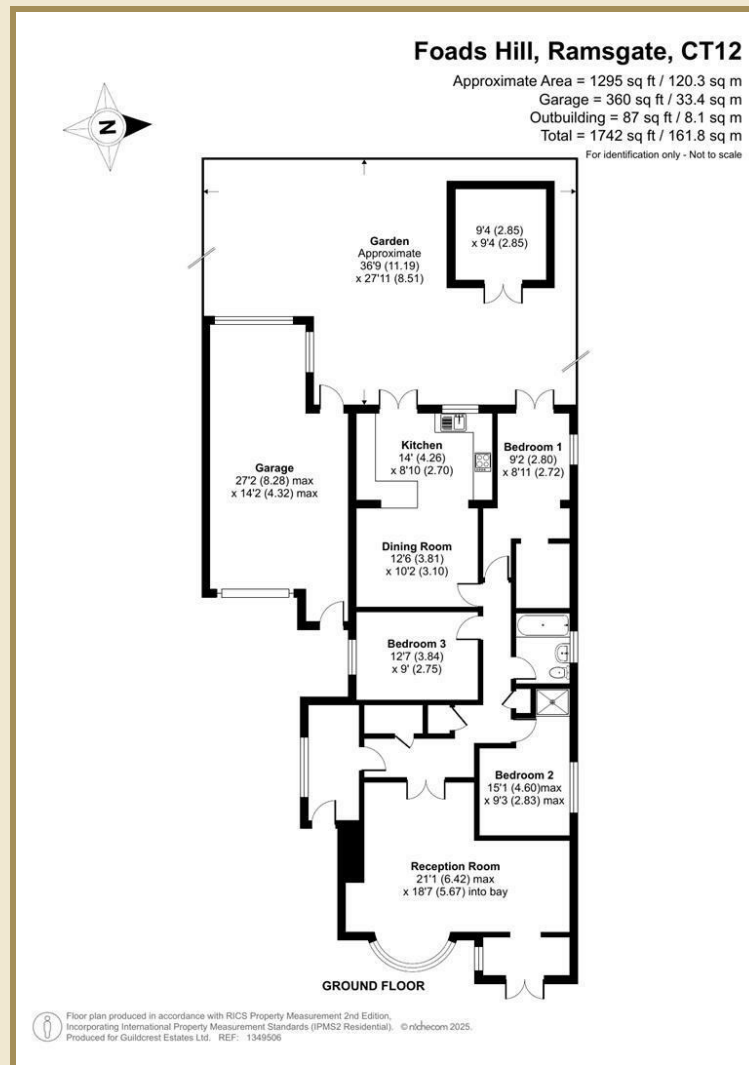 Foads Hill, Ramsgate, CT12
Approximate Area = 1295 sq ft / 120.3 sq m
Garage = 360 sq ft / 33.4 sq m
Outbuilding = 87 sq ft / 8.1 sq m
Total = 1742 sq ft / 161.8 sq m
For identification only - Not to scale
N
9'4 (2.85)
x 9'4 (2.85)
Garden
Approximate
36'9 (11.19)
x 27'11 (8.51)
Kitchen
14' (4.26)
x 8'10 (2.70)
Bedroom 1
9'2 (2.80)
x 8'11 (2.72)
Garage
27'2 (8.28) max
x 14'2 (4.32) max
Dining Room
12'6 (3.81)
x 10'2 (3.10)
Bedroom 3
12'7 (3.84)
x 9' (2.75)
Bedroom 2
15'1 (4.60)max
x 9'3 (2.83) max
Reception Room
21'1 (6.42) max
x 18'7 (5.67) into bay
GROUND FLOOR
Floor plan produced in accordance with RICS Property Measurement 2nd Edition,
Incorporating International Property Measurement Standards (IPMS2 Residential). © nichecom 2025.
Produced for Guildcrest Estates Ltd. REF: 1349506